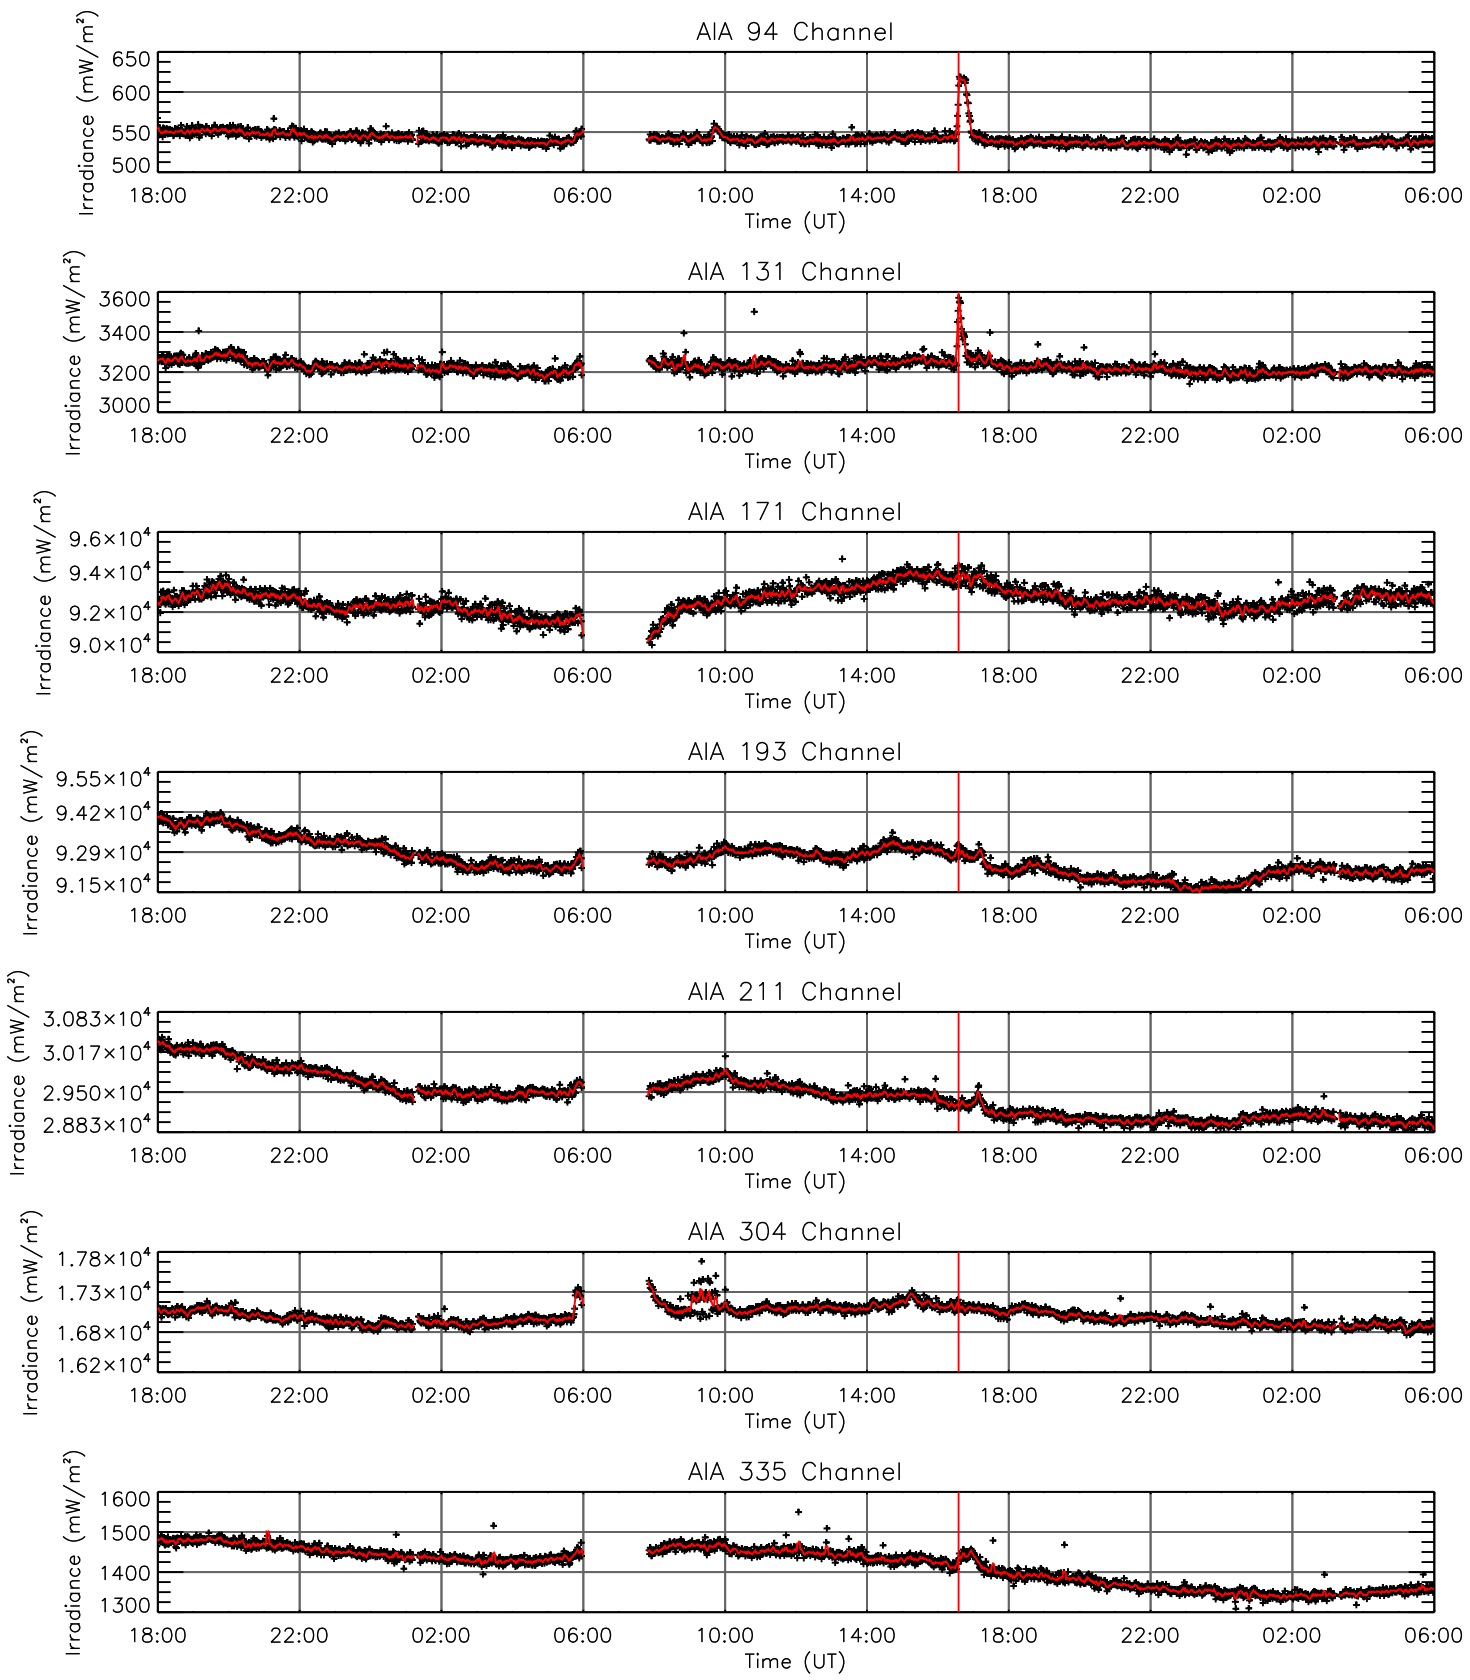 AIA 94 Channel
Irradiance (mW/m²)
650
600
550
500
18:00 22:00 02:00 06:00 10:00 14:00 18:00 22:00 02:00 06:00
Time (UT)
AIA 131 Channel
Irradiance (mW/m²)
3600
3400
3200
3000
18:00 22:00 02:00 06:00 10:00 14:00 18:00 22:00 02:00 06:00
Time (UT)
AIA 171 Channel
Irradiance (mW/m²)
9.6×10⁴
9.4×10⁴
9.2×10⁴
9.0×10⁴
18:00 22:00 02:00 06:00 10:00 14:00 18:00 22:00 02:00 06:00
Time (UT)
AIA 193 Channel
Irradiance (mW/m²)
9.55×10⁴
9.42×10⁴
9.29×10⁴
9.15×10⁴
18:00 22:00 02:00 06:00 10:00 14:00 18:00 22:00 02:00 06:00
Time (UT)
AIA 211 Channel
Irradiance (mW/m²)
3.083×10⁴
3.017×10⁴
2.950×10⁴
2.883×10⁴
18:00 22:00 02:00 06:00 10:00 14:00 18:00 22:00 02:00 06:00
Time (UT)
AIA 304 Channel
Irradiance (mW/m²)
1.78×10⁴
1.73×10⁴
1.68×10⁴
1.62×10⁴
18:00 22:00 02:00 06:00 10:00 14:00 18:00 22:00 02:00 06:00
Time (UT)
AIA 335 Channel
Irradiance (mW/m²)
1600
1500
1400
1300
18:00 22:00 02:00 06:00 10:00 14:00 18:00 22:00 02:00 06:00
Time (UT)